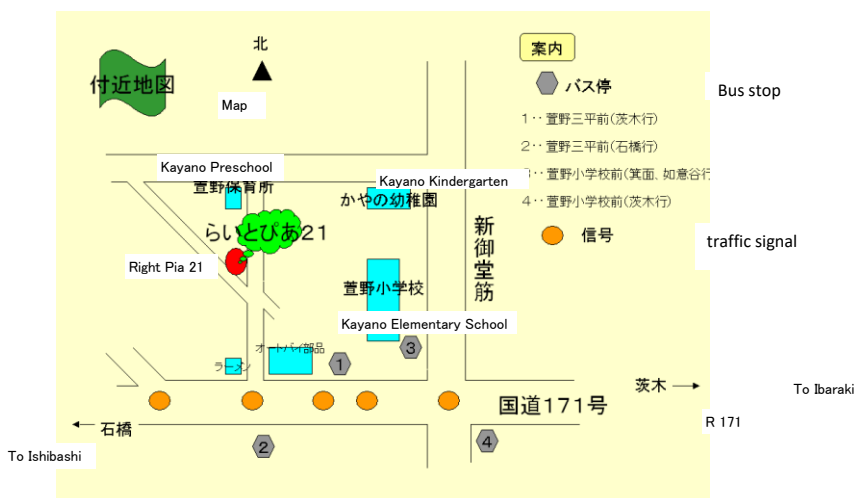 付近地図
北
Map
案内
バス停
Bus stop
1‥萱野三平前(茨木行)
2‥萱野三平前(石橋行)
3‥萱野小学校前(箕面、如意谷行
4‥萱野小学校前(茨木行)
信号
traffic signal
Kayano Preschool
萱野保育所
Kayano Kindergarten
かやの幼稚園
らいとぴあ21
Right Pia 21
新御堂筋
萱野小学校
Kayano Elementary School
オートバイ部品
ラーメン
1
3
国道171号
茨木
To Ibaraki
R 171
石橋
To Ishibashi
2
4